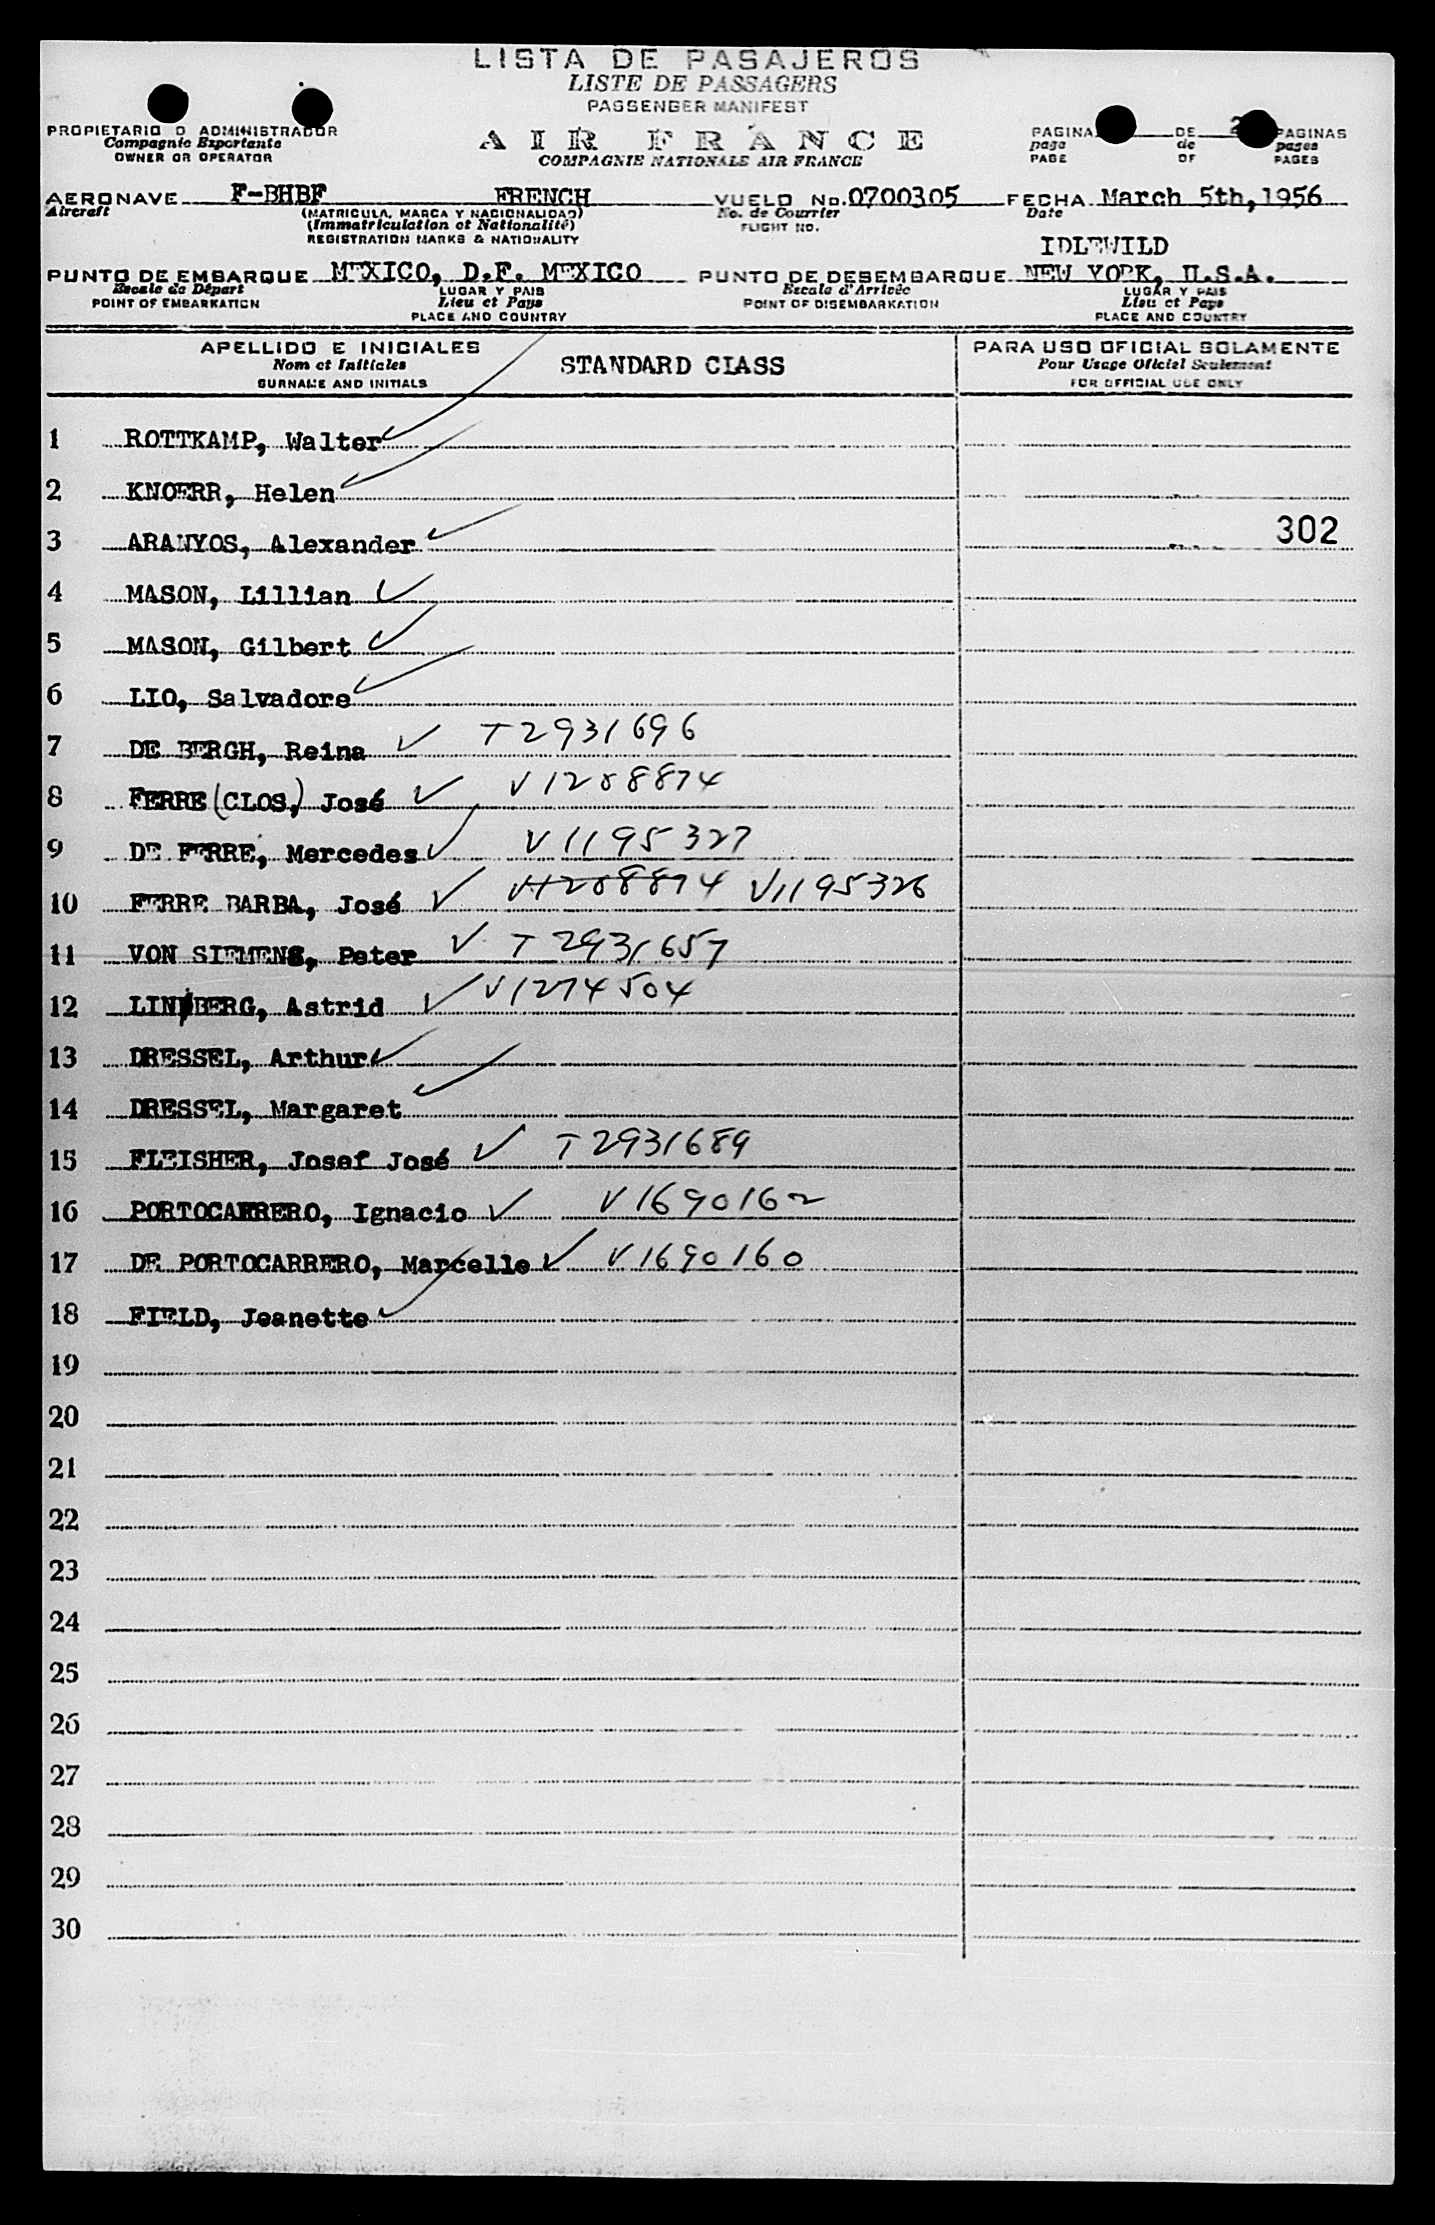 LISTA DE PASAJEROS
LISTE DE PASSAGERS
PASSENGER MANIFEST
PROPIETARIO O ADMINISTRADOR
Compagnie Exportante
OWNER OR OPERATOR
AIR FRANCE
COMPAGNIE NATIONALE AIR FRANCE
PAGINA DE 2 PAGINAS
page de pages
PAGE OF PAGES
AERONAVE F-BHBF FRENCH VUELO No. 0700305 FECHA March 5th, 1956
Aircraft (MATRICULA, MARCA Y NACIONALIDAD) No. de Courrier Date
(Immatriculation et Nationalité) FLIGHT NO.
REGISTRATION MARKS & NATIONALITY
IDLEWILD
PUNTO DE EMBARQUE MEXICO, D.F. MEXICO PUNTO DE DESEMBARQUE NEW YORK, U.S.A.
Escale de Départ LUGAR Y PAIS Escale d'Arrivée LUGAR Y PAIS
POINT OF EMBARKATION Lieu et Pays POINT OF DISEMBARKATION Lieu et Pays
PLACE AND COUNTRY PLACE AND COUNTRY
APELLIDO E INICIALES STANDARD CLASS PARA USO OFICIAL SOLAMENTE
Nom et Initiales Pour Usage Officiel Seulement
SURNAME AND INITIALS FOR OFFICIAL USE ONLY
1 ROTTKAMP, Walter
2 KNOERR, Helen
3 ARANYOS, Alexander 302
4 MASON, Lillian
5 MASON, Gilbert
6 LIO, Salvadore
7 DE BERGH, Reina T2931696
8 FERRE (CLOS,) José V1288874
9 DE FERRE, Mercedes V1195327
10 FERRE BARBA, José V1288874 V1195326
11 VON SIEMENS, Peter T2931657
12 LINDBERG, Astrid V1274504
13 DRESSEL, Arthur
14 DRESSEL, Margaret
15 FLEISHER, Josef José T2931689
16 PORTOCARRERO, Ignacio V1690162
17 DE PORTOCARRERO, Marcelle V1690160
18 FIELD, Jeanette
19
20
21
22
23
24
25
26
27
28
29
30